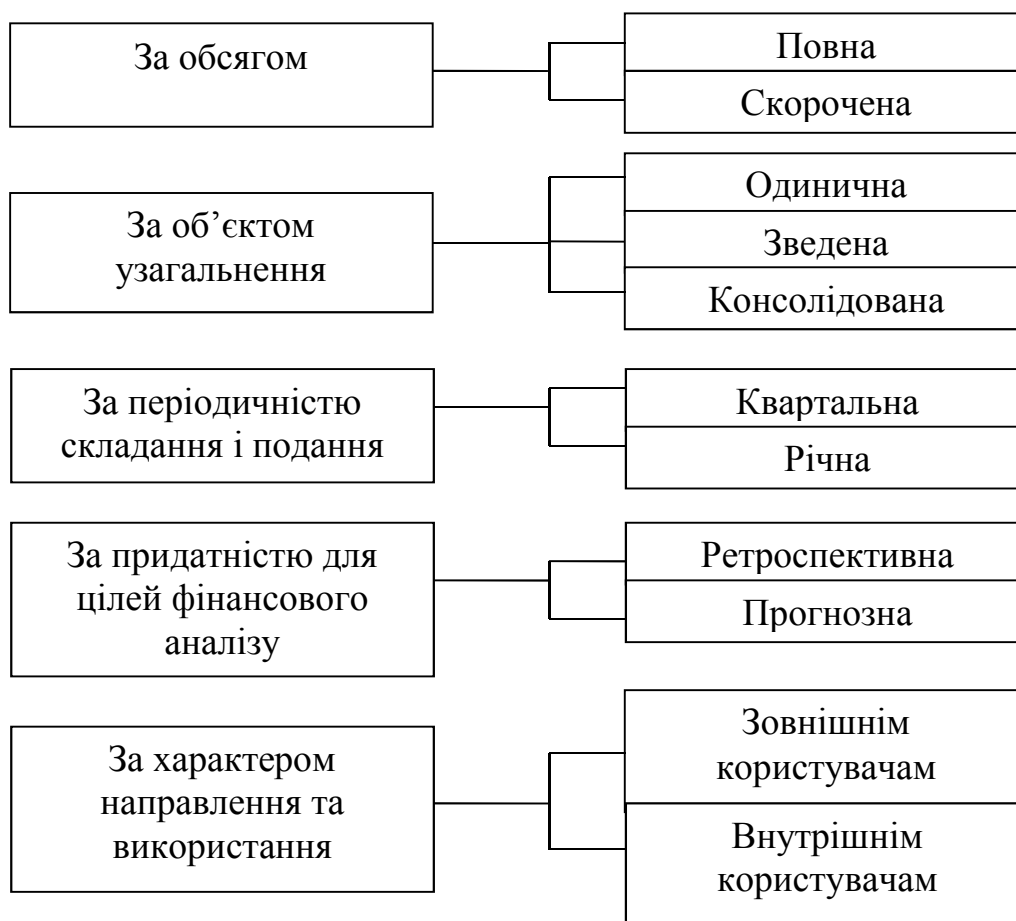 За обсягом
Повна
Скорочена
За об’єктом
узагальнення
Одинична
Зведена
Консолідована
За періодичністю
складання і подання
Квартальна
Річна
За придатністю для
цілей фінансового
аналізу
Ретроспективна
Прогнозна
За характером
направлення та
використання
Зовнішнім
користувачам
Внутрішнім
користувачам